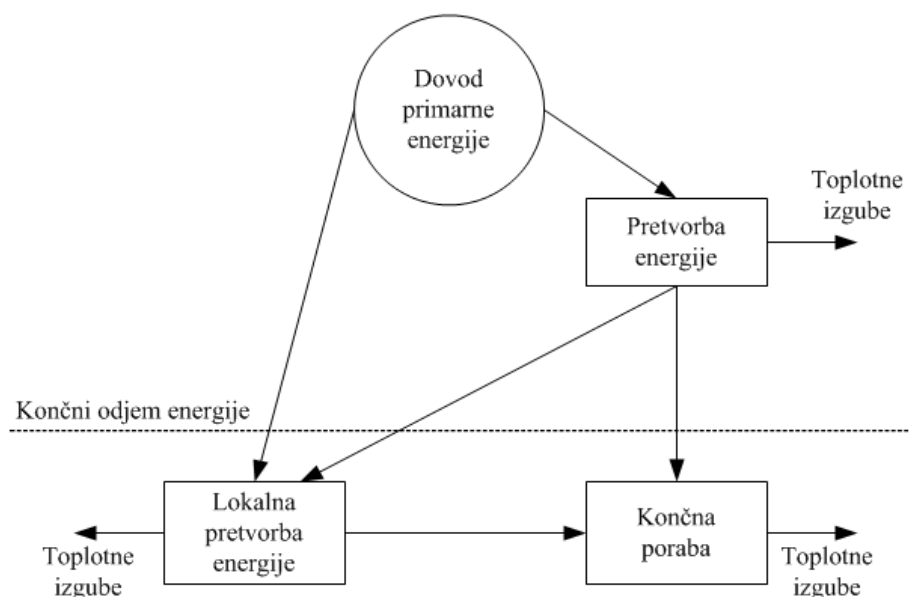 Dovod
primarne
energije
Toplotne
izgube
Pretvorba
energije
Končni odjem energije
Lokalna
pretvorba
energije
Končna
poraba
Toplotne
izgube
Toplotne
izgube